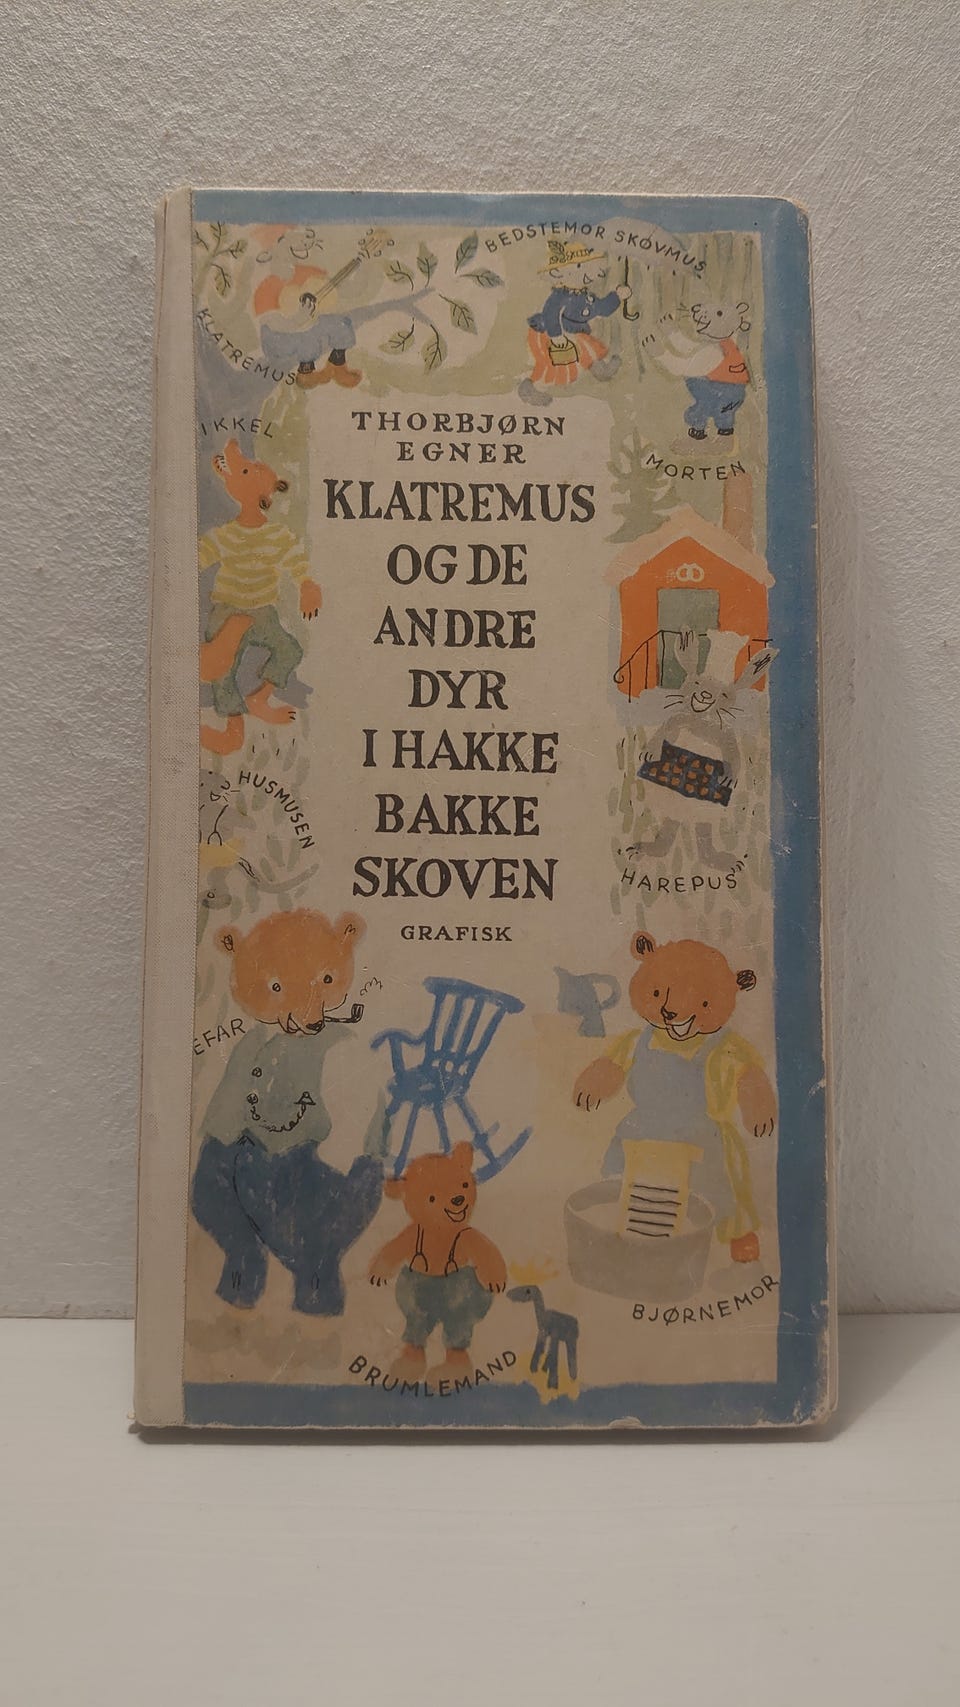 BEDSTEMOR SKOVMUS
KLATREMUS
IKKEL
MORTEN
THORBJØRN
EGNER
KLATREMUS
OG DE
ANDRE
DYR
I HAKKE
BAKKE
SKOVEN
GRAFISK
HUSMUSEN
HAREPUS
EFAR
BJØRNEMOR
BRUMLEMAND